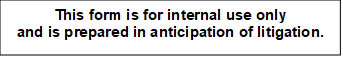 This form is for internal use only
and is prepared in anticipation of litigation.